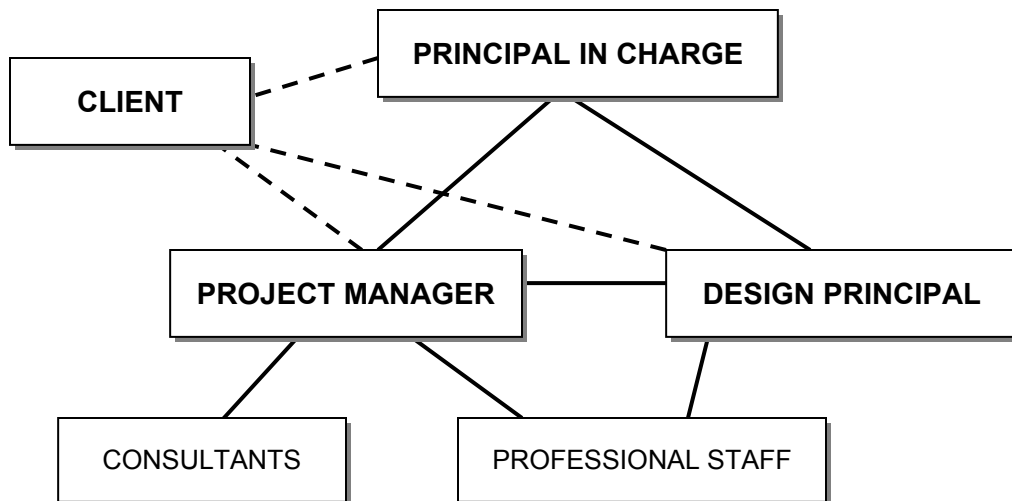 PRINCIPAL IN CHARGE
CLIENT
PROJECT MANAGER
DESIGN PRINCIPAL
CONSULTANTS
PROFESSIONAL STAFF